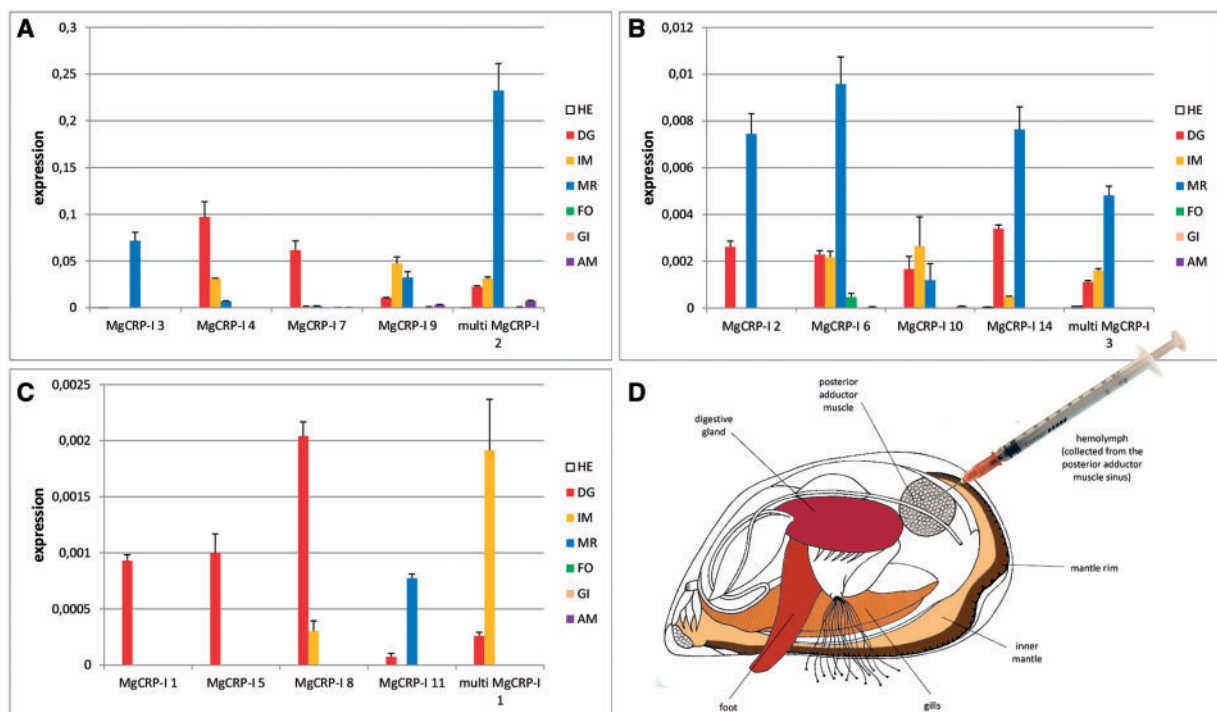 A
0,3
0,25
0,2
0,15
0,1
0,05
0
expression
MgCRP-I 3
MgCRP-I 4
MgCRP-I 7
MgCRP-I 9
multi MgCRP-I
2
HE
DG
IM
MR
FO
GI
AM
B
0,012
0,01
0,008
0,006
0,004
0,002
0
expression
MgCRP-I 2
MgCRP-I 6
MgCRP-I 10
MgCRP-I 14
multi MgCRP-I
3
HE
DG
IM
MR
FO
GI
AM
C
0,0025
0,002
0,0015
0,001
0,0005
0
expression
MgCRP-I 1
MgCRP-I 5
MgCRP-I 8
MgCRP-I 11
multi MgCRP-I
1
HE
DG
IM
MR
FO
GI
AM
D
posterior
adductor
muscle
digestive
gland
hemolymph
(collected from the
posterior adductor
muscle sinus)
mantle rim
inner
mantle
gills
foot